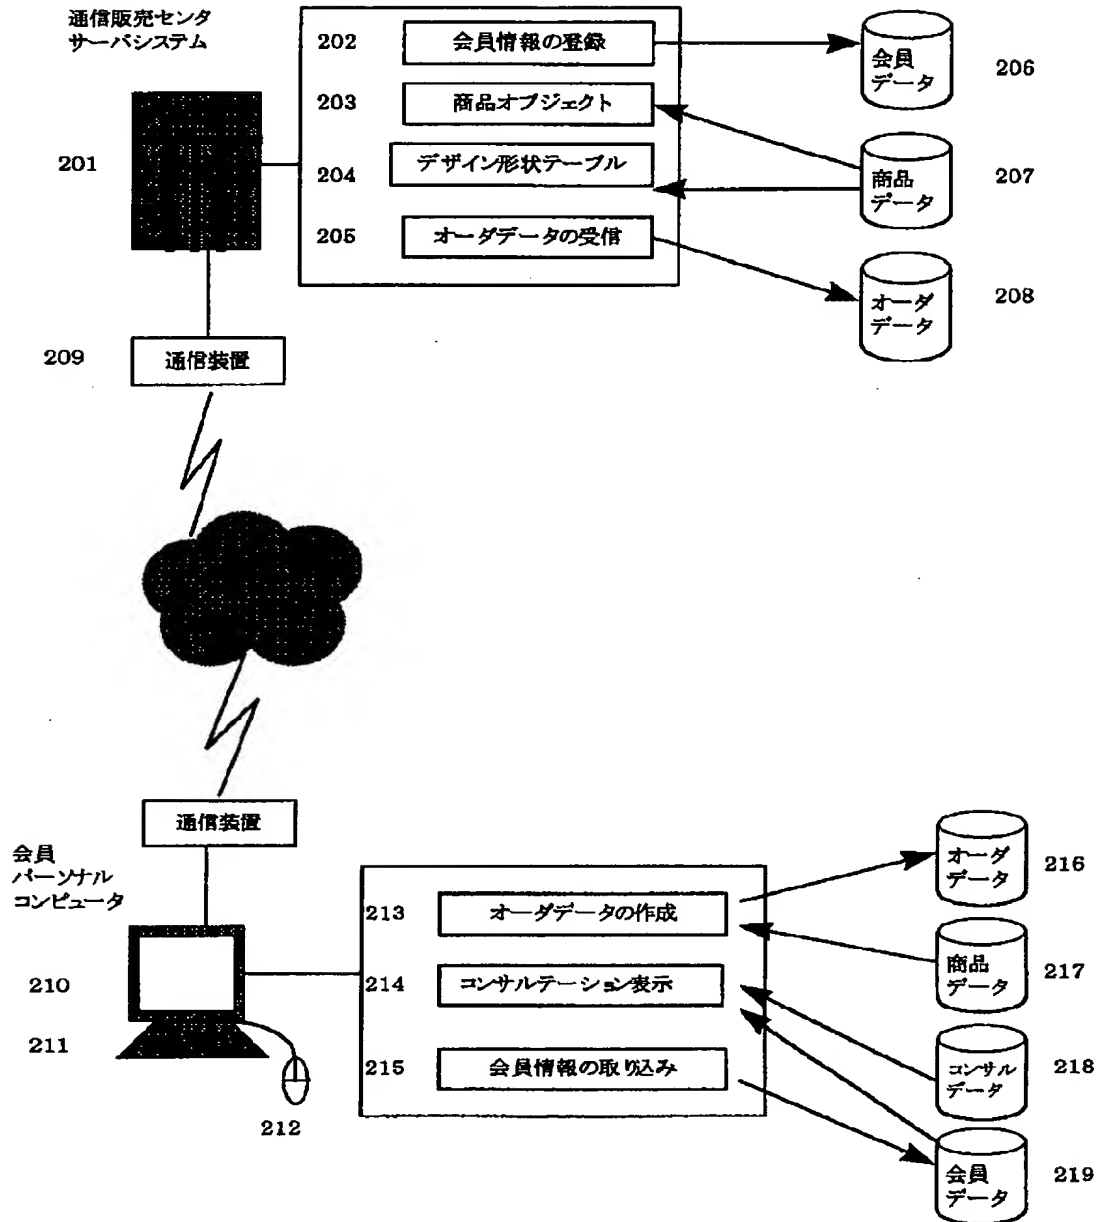 通信販売センタ
サーバシステム
202
会員情報の登録
会員
データ
206
203
商品オブジェクト
201
204
デザイン形状テーブル
商品
データ
207
205
オーダデータの受信
オーダ
データ
208
209
通信装置
通信装置
会員
パーソナル
コンピュータ
210
211
212
213
オーダデータの作成
オーダ
データ
216
214
コンサルテーション表示
商品
データ
217
215
会員情報の取り込み
コンサル
データ
218
会員
データ
219